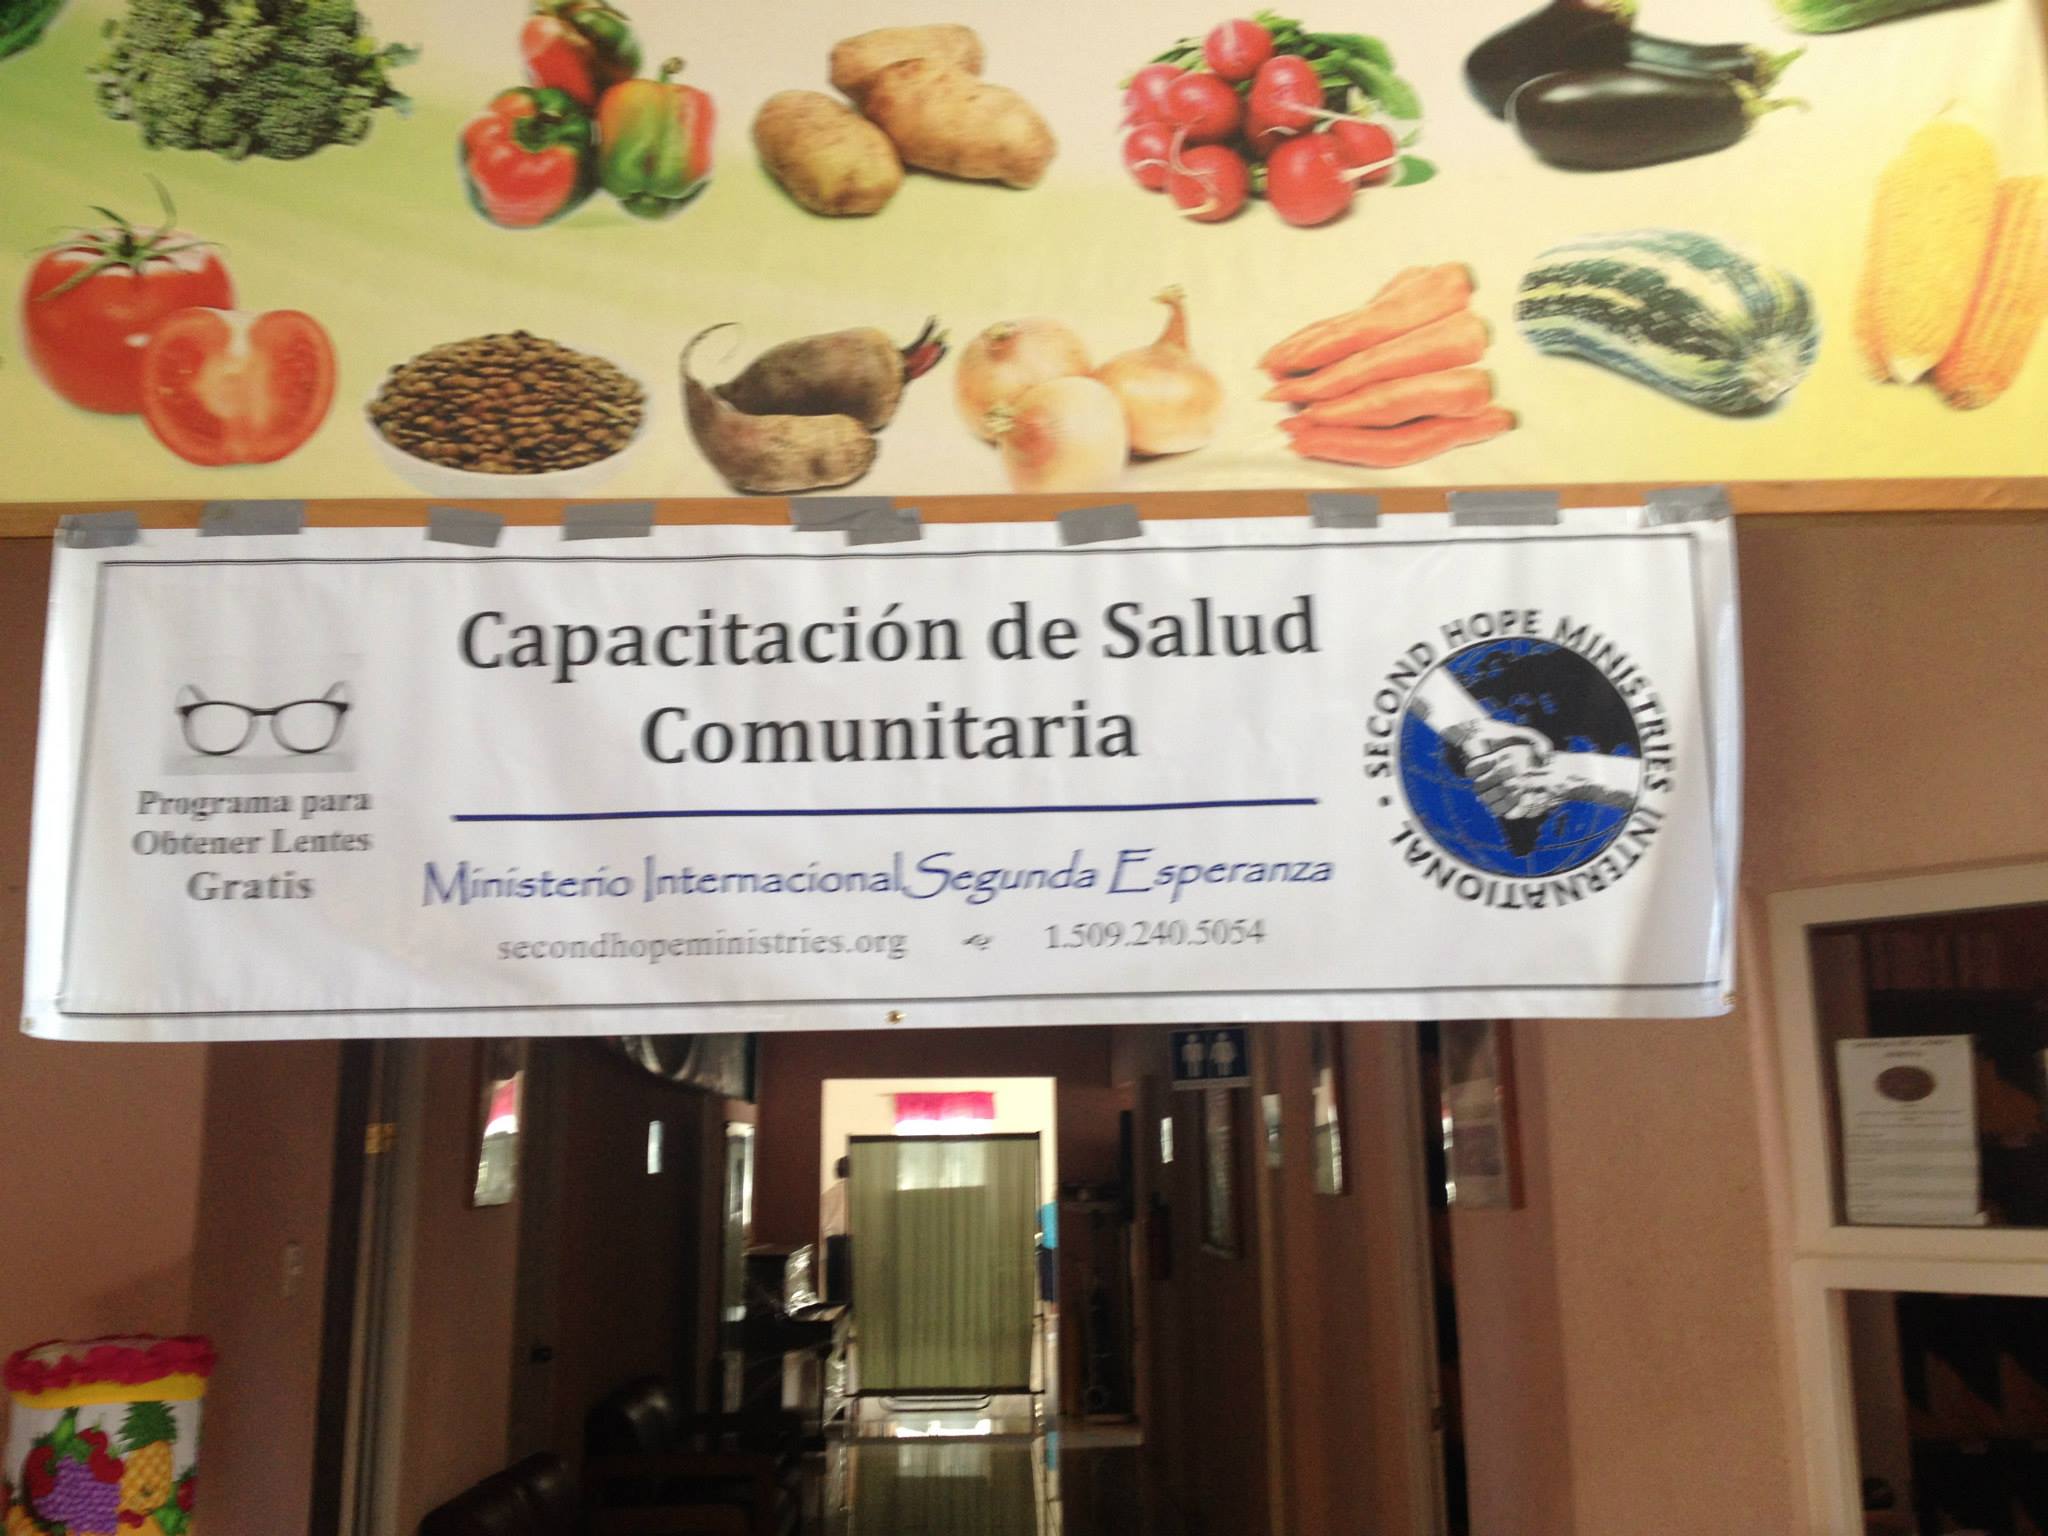 Capacitación de Salud
Comunitaria
Programa para
Obtener Lentes
Gratis
Ministerio Internacional Segunda Esperanza
secondhopeministries.org
1.509.240.5054
SECOND HOPE MINISTRIES INTERNATIONAL •